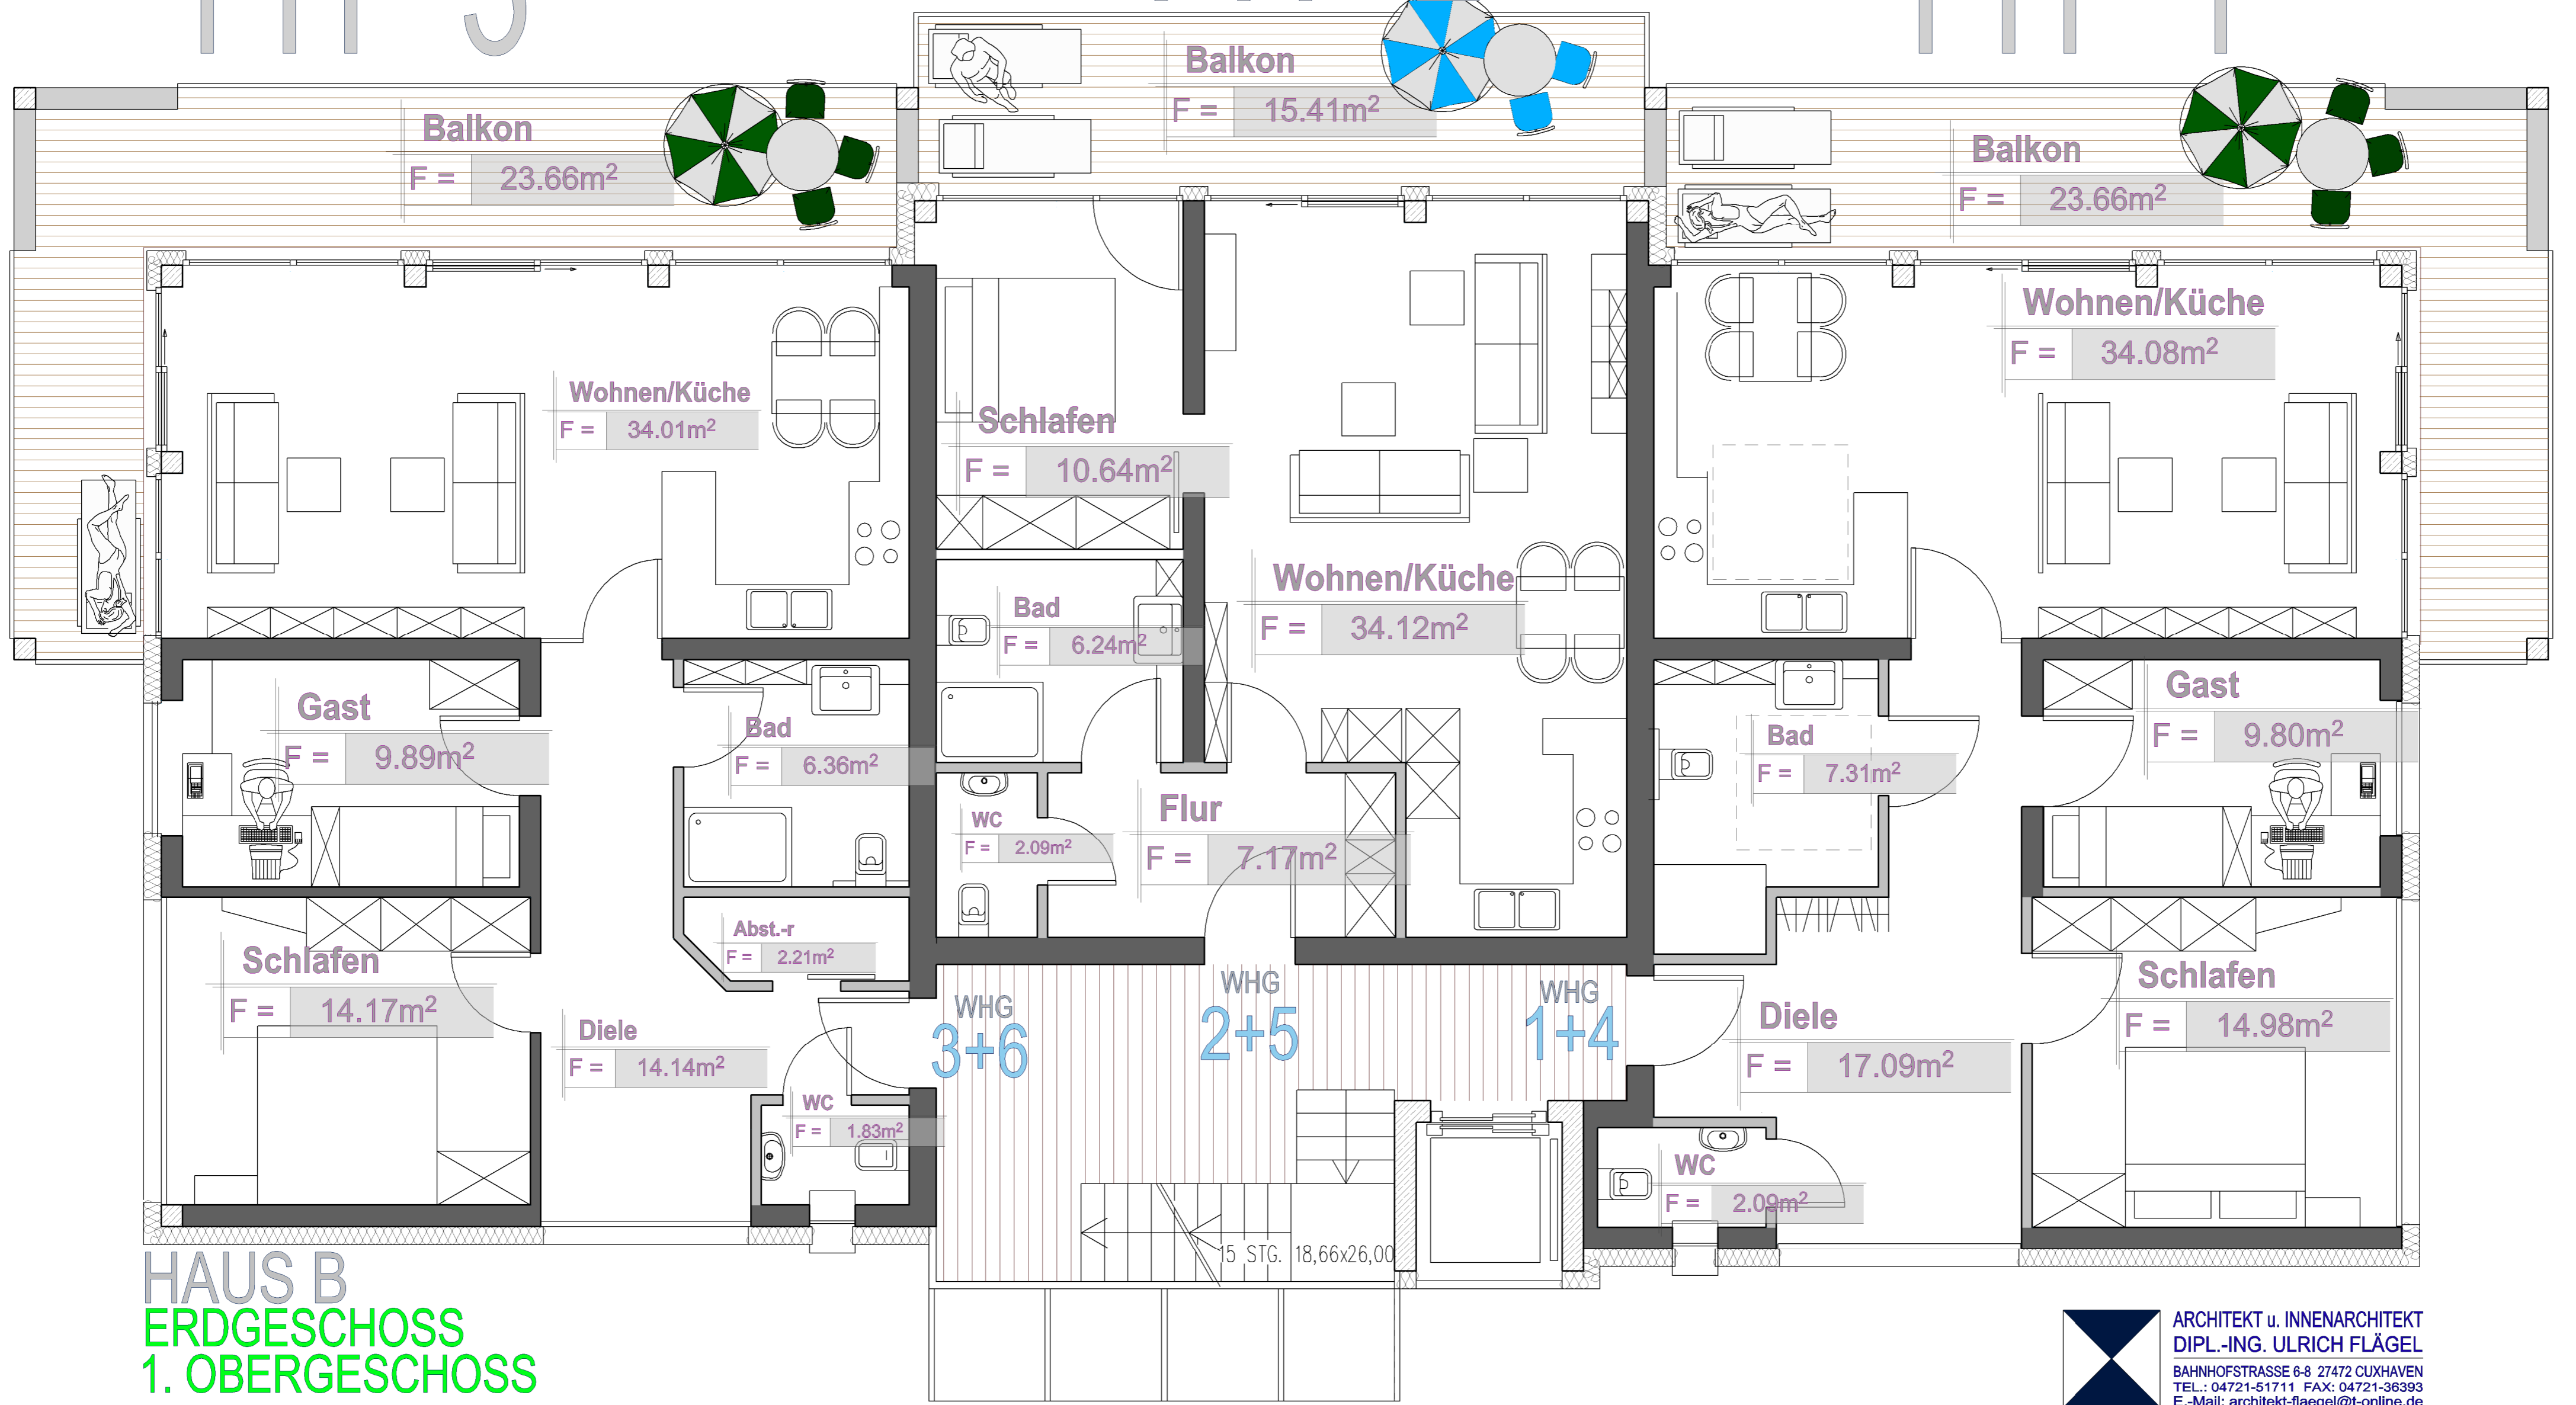 Balkon
F = 23.66m²
Balkon
F = 15.41m²
Balkon
F = 23.66m²
Wohnen/Küche
F = 34.01m²
Schlafen
F = 10.64m²
Wohnen/Küche
F = 34.08m²
Bad
F = 6.24m²
Wohnen/Küche
F = 34.12m²
Gast
F = 9.89m²
Bad
F = 6.36m²
Bad
F = 7.31m²
Gast
F = 9.80m²
WC
F = 2.09m²
Flur
F = 7.17m²
Abst.-r
F = 2.21m²
Schlafen
F = 14.17m²
Diele
F = 14.14m²
WC
F = 1.83m²
WHG
3+6
WHG
2+5
WHG
1+4
Diele
F = 17.09m²
Schlafen
F = 14.98m²
WC
F = 2.09m²
15 STG. 18,66x26,00
HAUS B
ERDGESCHOSS
1. OBERGESCHOSS
ARCHITEKT u. INNENARCHITEKT
DIPL.-ING. ULRICH FLÄGEL
BAHNHOFSTRASSE 6-8 27472 CUXHAVEN
TEL.: 04721-51711 FAX: 04721-36393
E.-Mail: architekt-flaegel@t-online.de